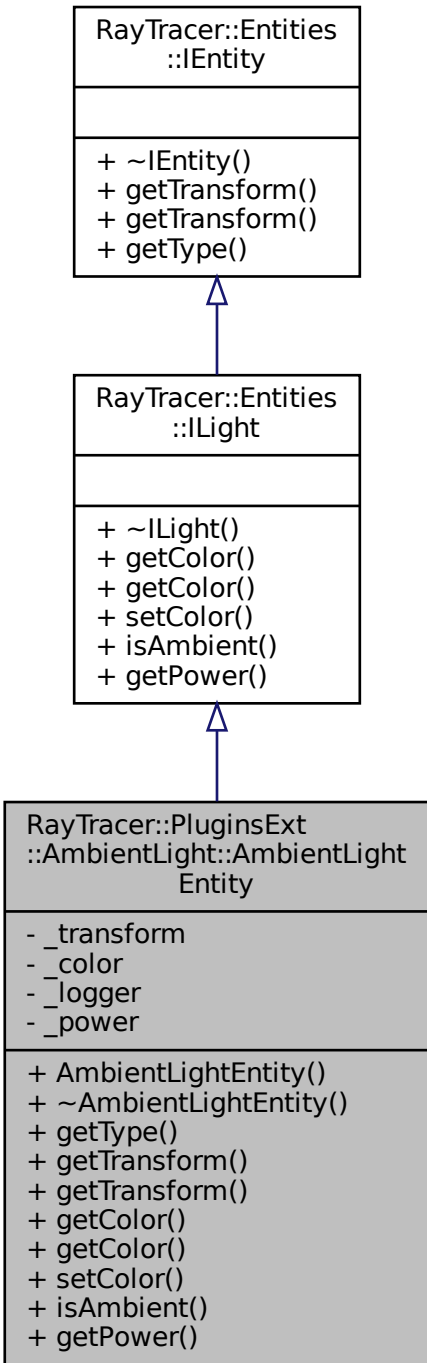 RayTracer::Entities
::IEntity
+ ~IEntity()
+ getTransform()
+ getTransform()
+ getType()
RayTracer::Entities
::ILight
+ ~ILight()
+ getColor()
+ getColor()
+ setColor()
+ isAmbient()
+ getPower()
RayTracer::PluginsExt
::AmbientLight::AmbientLight
Entity
- _transform
- _color
- _logger
- _power
+ AmbientLightEntity()
+ ~AmbientLightEntity()
+ getType()
+ getTransform()
+ getTransform()
+ getColor()
+ getColor()
+ setColor()
+ isAmbient()
+ getPower()